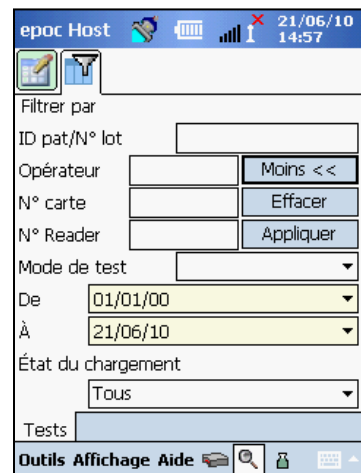 epoc Host 21/06/10
14:57
Filtrer par
ID pat/N° lot
Opérateur Moins <<
N° carte Effacer
N° Reader Appliquer
Mode de test
De 01/01/00
À 21/06/10
État du chargement
Tous
Tests
Outils Affichage Aide